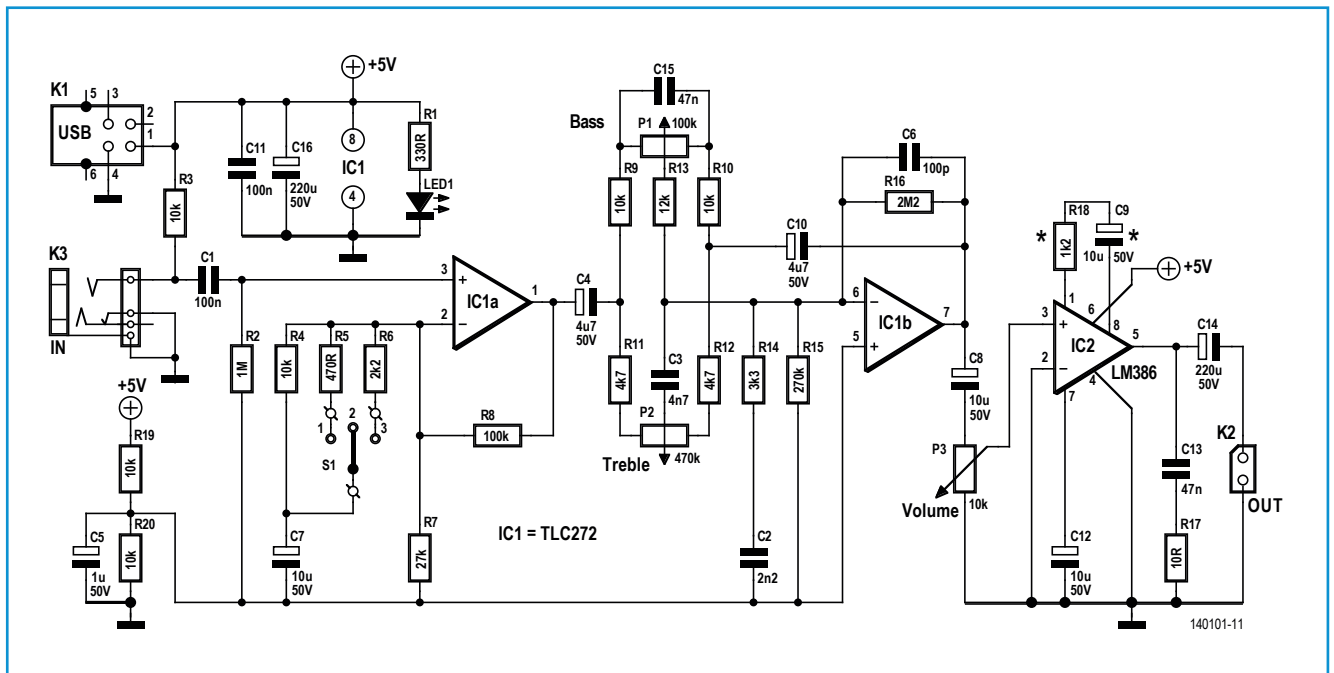 +5V
K1
5
3
2
1
USB
6
4
R3
10k
C11
100n
C16
220u
50V
8
IC1
4
R1
330R
LED1
K3
IN
C1
100n
R2
1M
+5V
R19
10k
R20
10k
C5
1u
50V
R4
10k
R5
470R
R6
2k2
1
2
3
S1
C7
10u
50V
R7
27k
R8
100k
3
+
IC1a
1
2
–
IC1 = TLC272
C4
4u7
50V
Bass
C15
47n
P1
100k
R9
10k
R13
12k
R10
10k
R11
4k7
C3
4n7
R12
4k7
P2
470k
Treble
C10
4u7
50V
R14
3k3
R15
270k
C2
2n2
C6
100p
R16
2M2
6
–
IC1b
7
5
+
C8
10u
50V
P3
10k
Volume
*
R18
1k2
C9
*
10u
50V
+5V
1
6
8
3
+
IC2
5
2
–
LM386
4
7
C12
10u
50V
C14
220u
50V
C13
47n
R17
10R
K2
OUT
140101-11